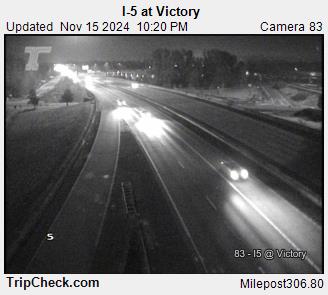 I-5 at Victory
Updated  Nov 15 2024  10:20 PM
Camera 83
T
S
83 - I5 @ Victory
TripCheck.com
Milepost306.80